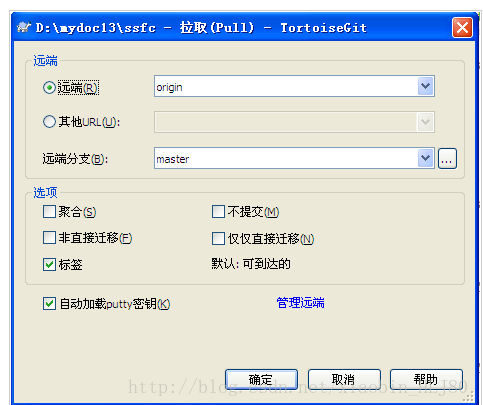 D:\mydoc13\ssfc - 拉取(Pull) - TortoiseGit
远端
远端(R)
origin
其他URL(U):
远端分支(B):
master
...
选项
聚合(S)
不提交(M)
非直接迁移(F)
仅仅直接迁移(N)
标签
默认: 可到达的
自动加载putty密钥(K)
管理远端
确定
取消
帮助